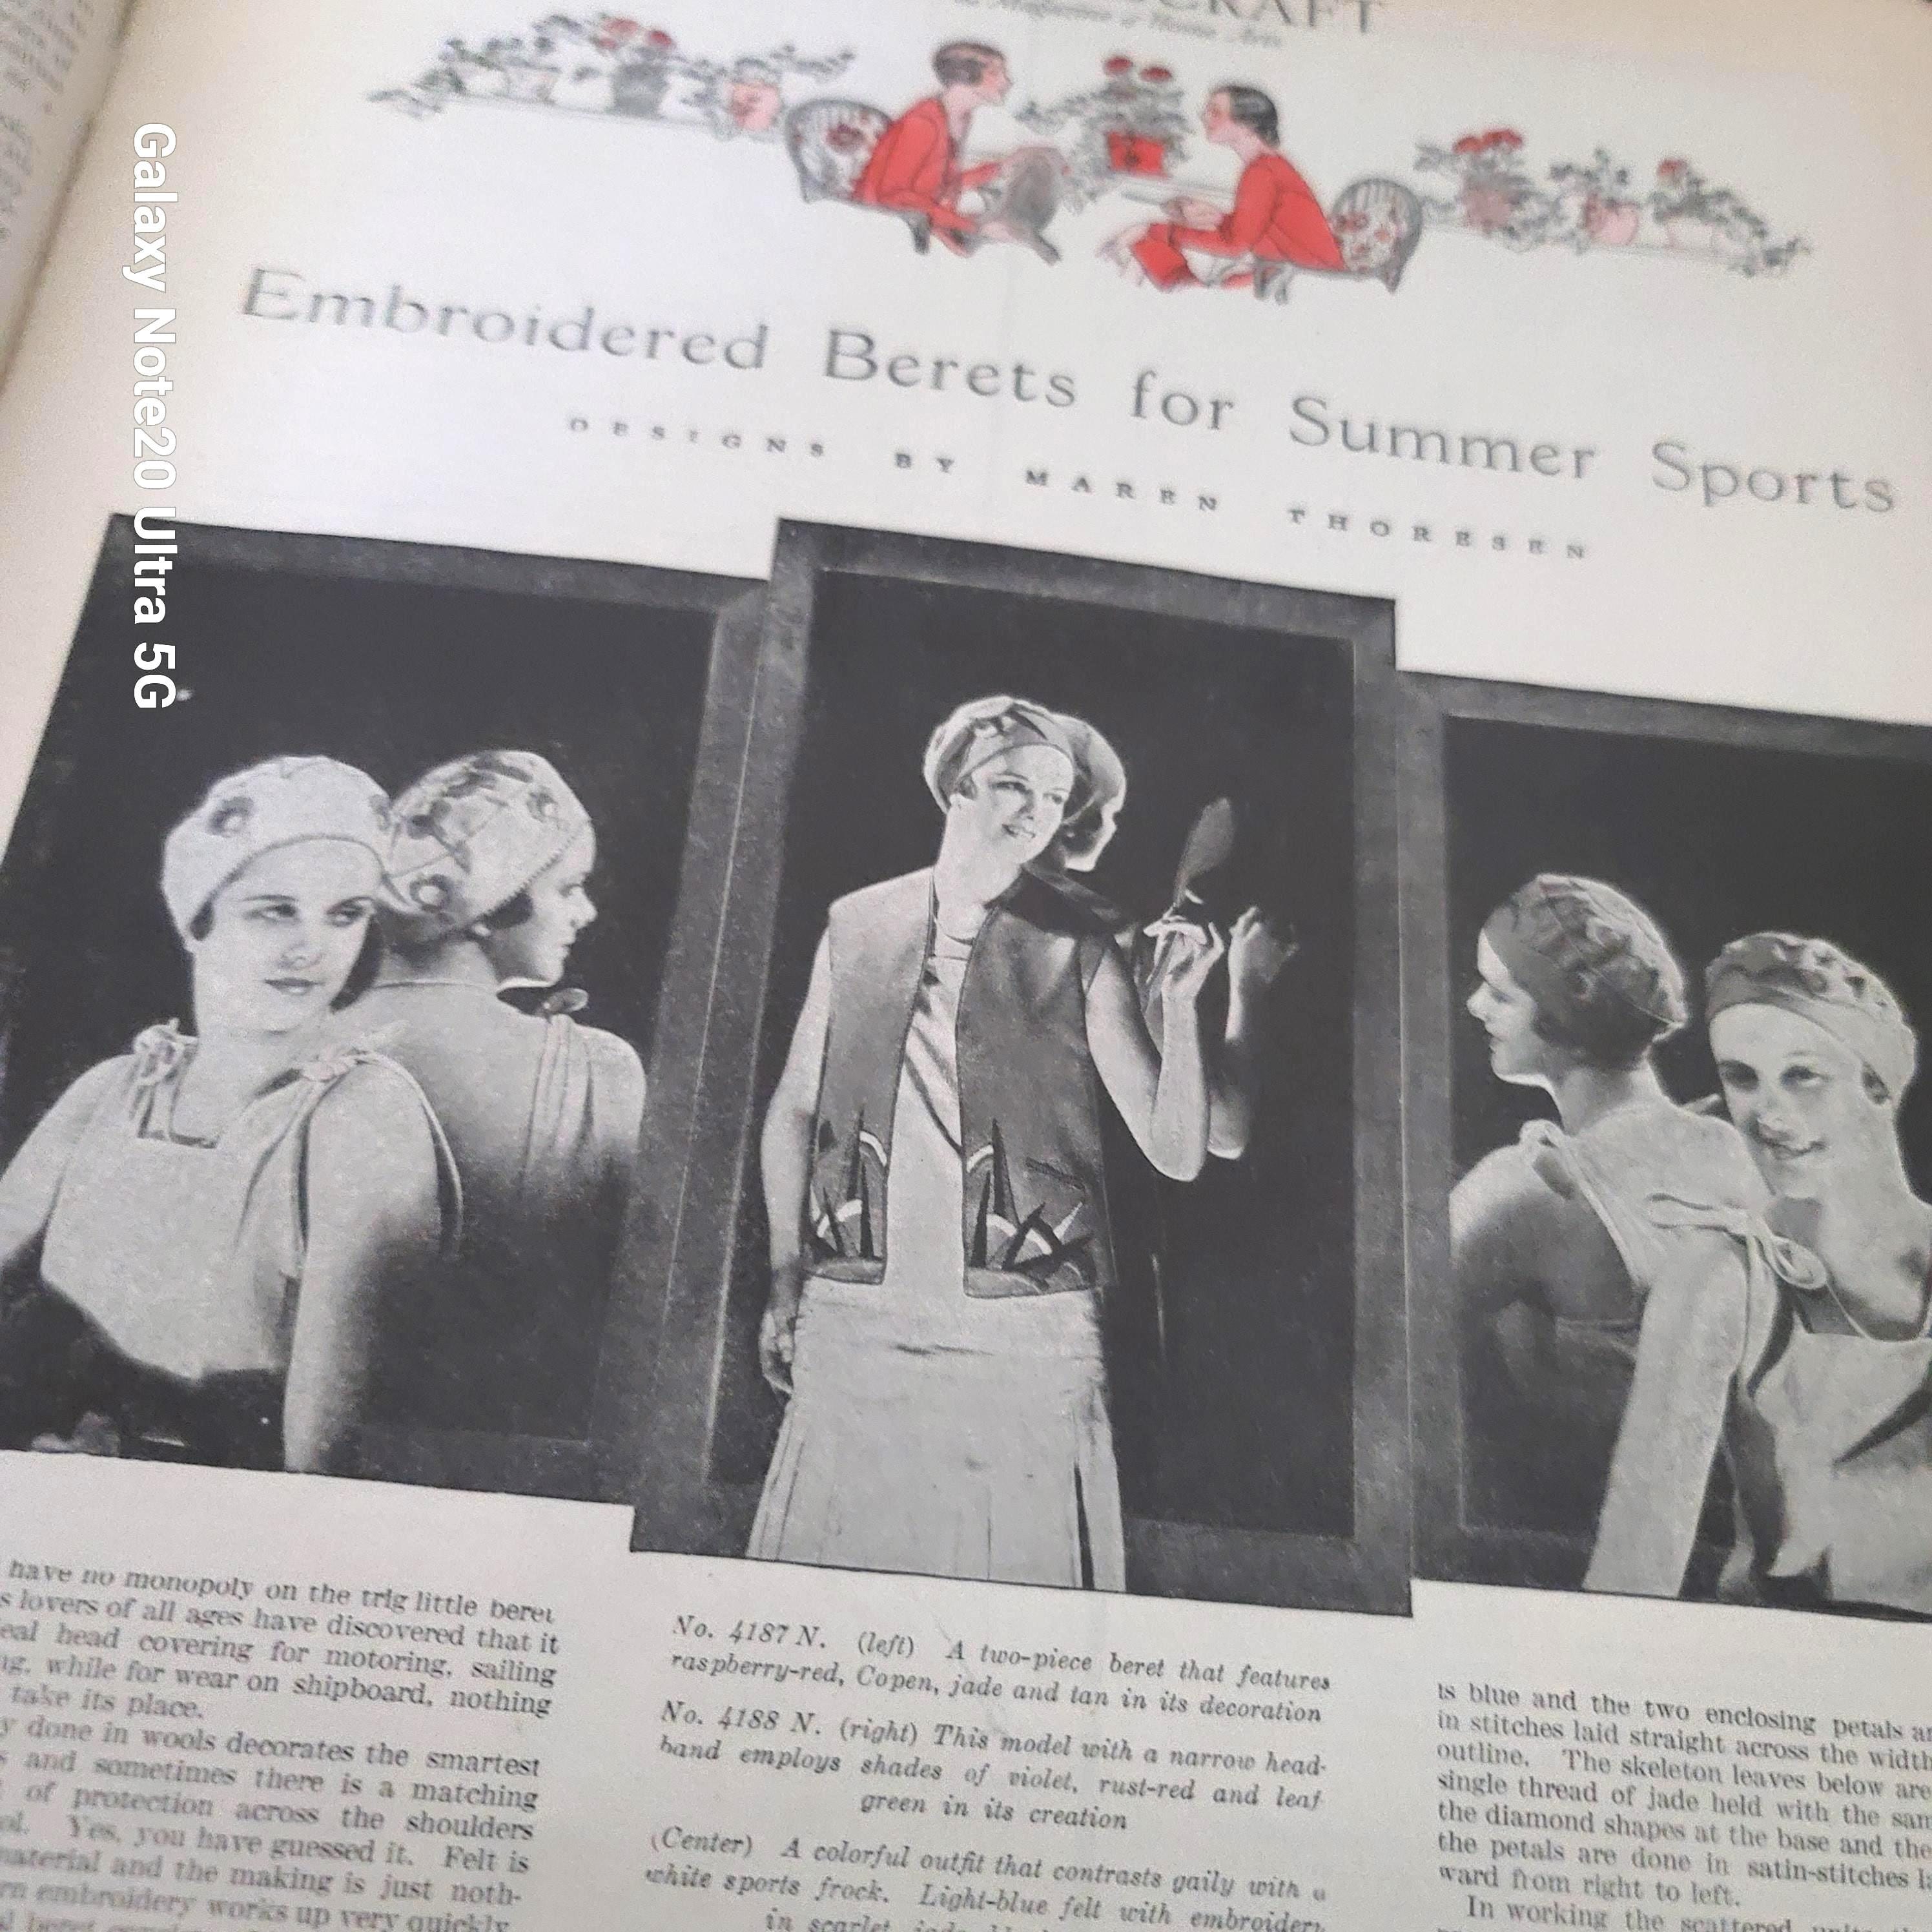 CRAFT
Magazine of Home Arts
Embroidered Berets for Summer Sports
DESIGNS BY MAREN THORESEN
Galaxy Note20 Ultra 5G
have no monopoly on the trig little beret
lovers of all ages have discovered that it
head covering for motoring, sailing
while for wear on shipboard, nothing
take its place.
done in wools decorates the smartest
and sometimes there is a matching
of protection across the shoulders
Yes, you have guessed it. Felt is
material and the making is just noth-
embroidery works up very quickly
No. 4187 N. (left) A two-piece beret that features
raspberry-red, Copen, jade and tan in its decoration
No. 4188 N. (right) This model with a narrow head-
band employs shades of violet, rust-red and leaf
green in its creation
(Center) A colorful outfit that contrasts gaily with a
white sports frock. Light-blue felt with embroidery
in scarlet, jade
is blue and the two enclosing petals
in stitches laid straight across the width
outline. The skeleton leaves below are
single thread of jade held with the
the diamond shapes at the base and the
the petals are done in satin-stitches
ward from right to left.
In working the scattered